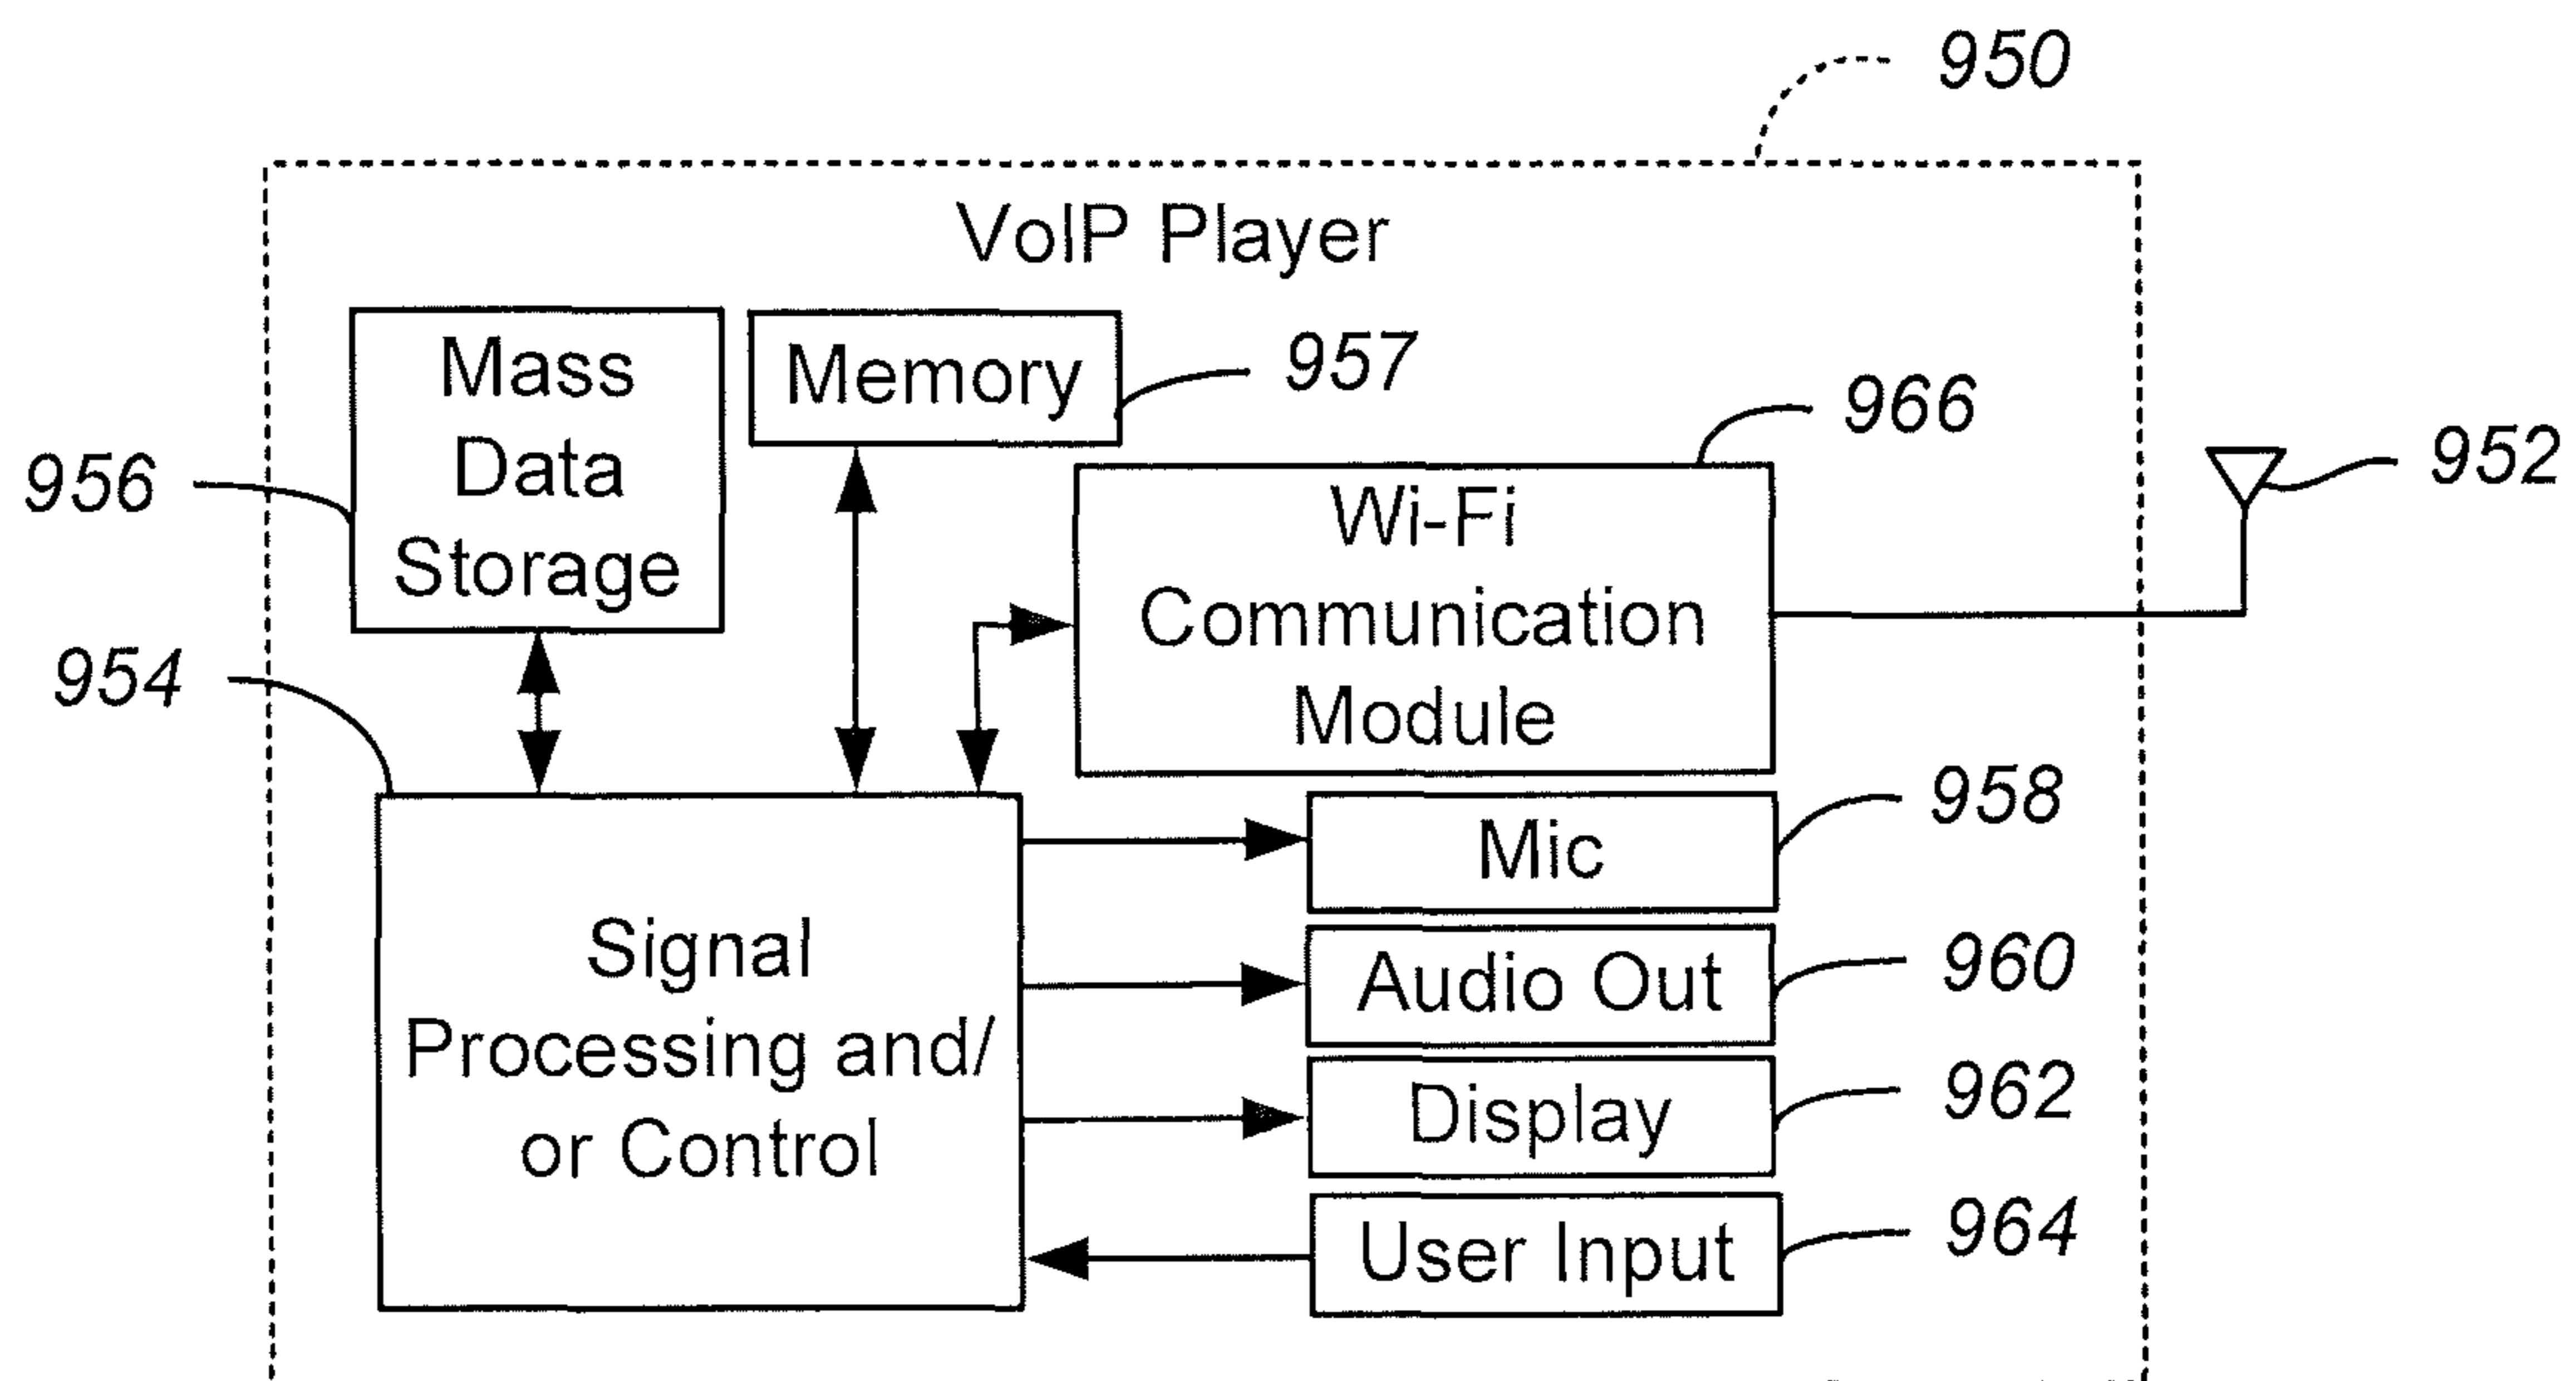 950
VoIP Player
Mass
Data
Storage
Memory
957
966
956
Wi-Fi
Communication
Module
952
954
Mic
958
Signal
Processing and/
or Control
Audio Out
960
Display
962
User Input
964